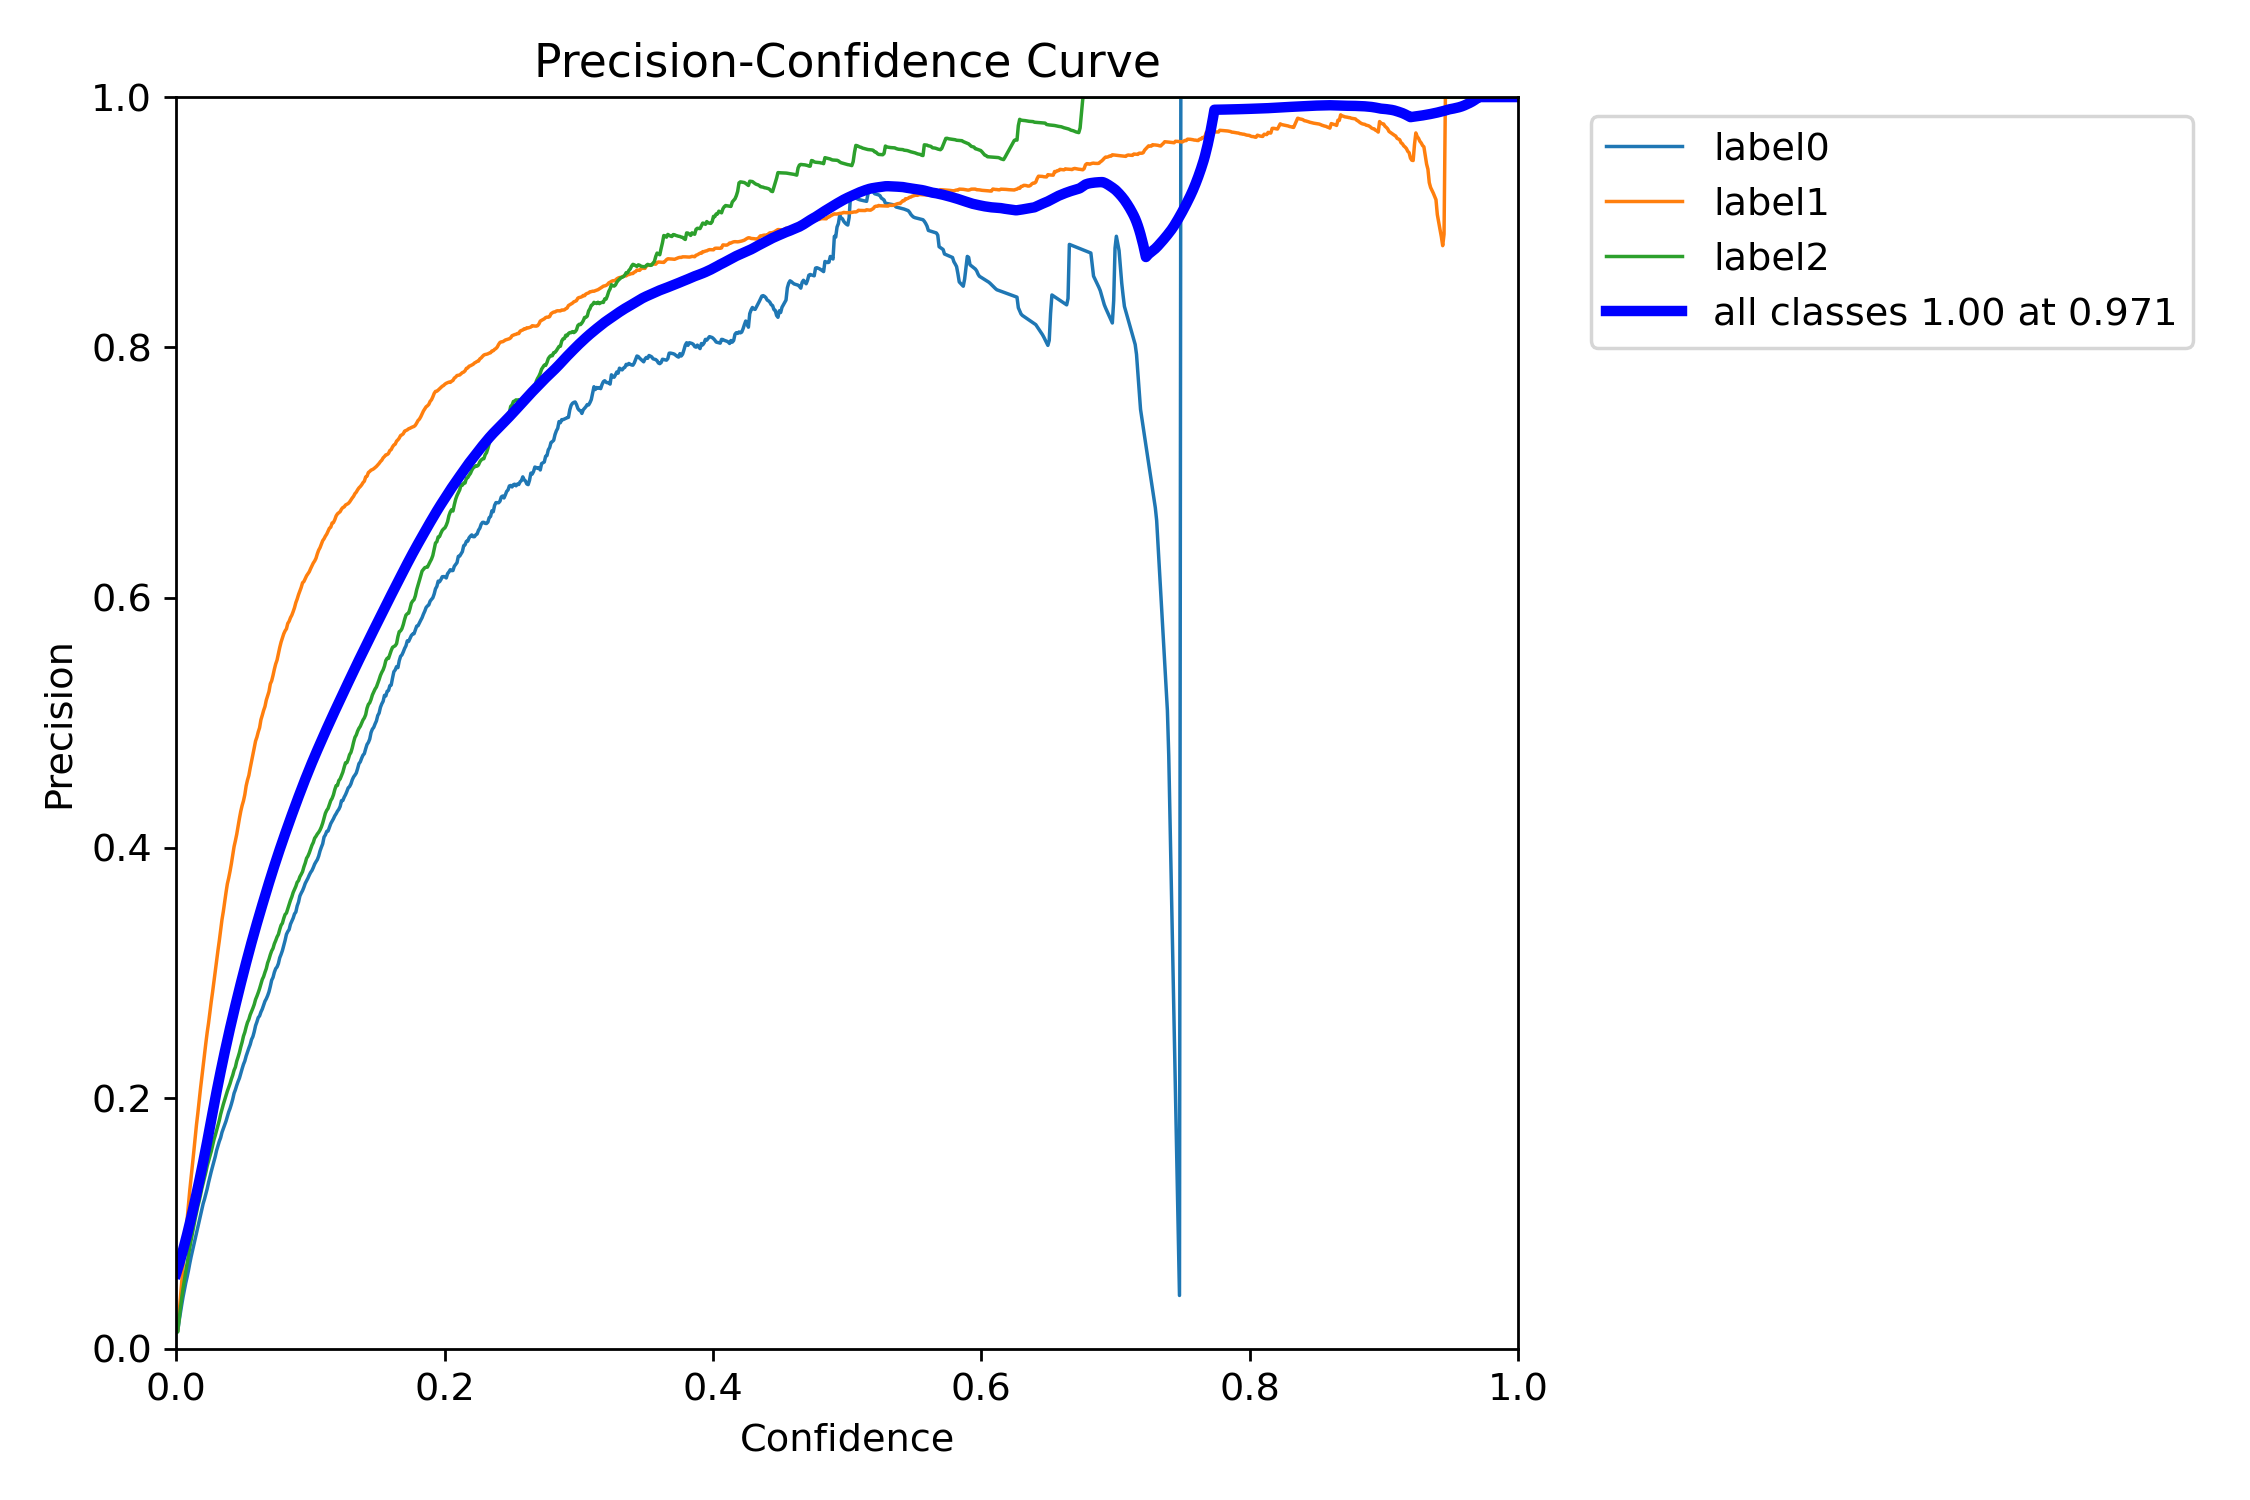 Precision-Confidence Curve
1.0
0.8
0.6
0.4
0.2
0.0
Precision
0.0 0.2 0.4 0.6 0.8 1.0
Confidence
label0
label1
label2
all classes 1.00 at 0.971